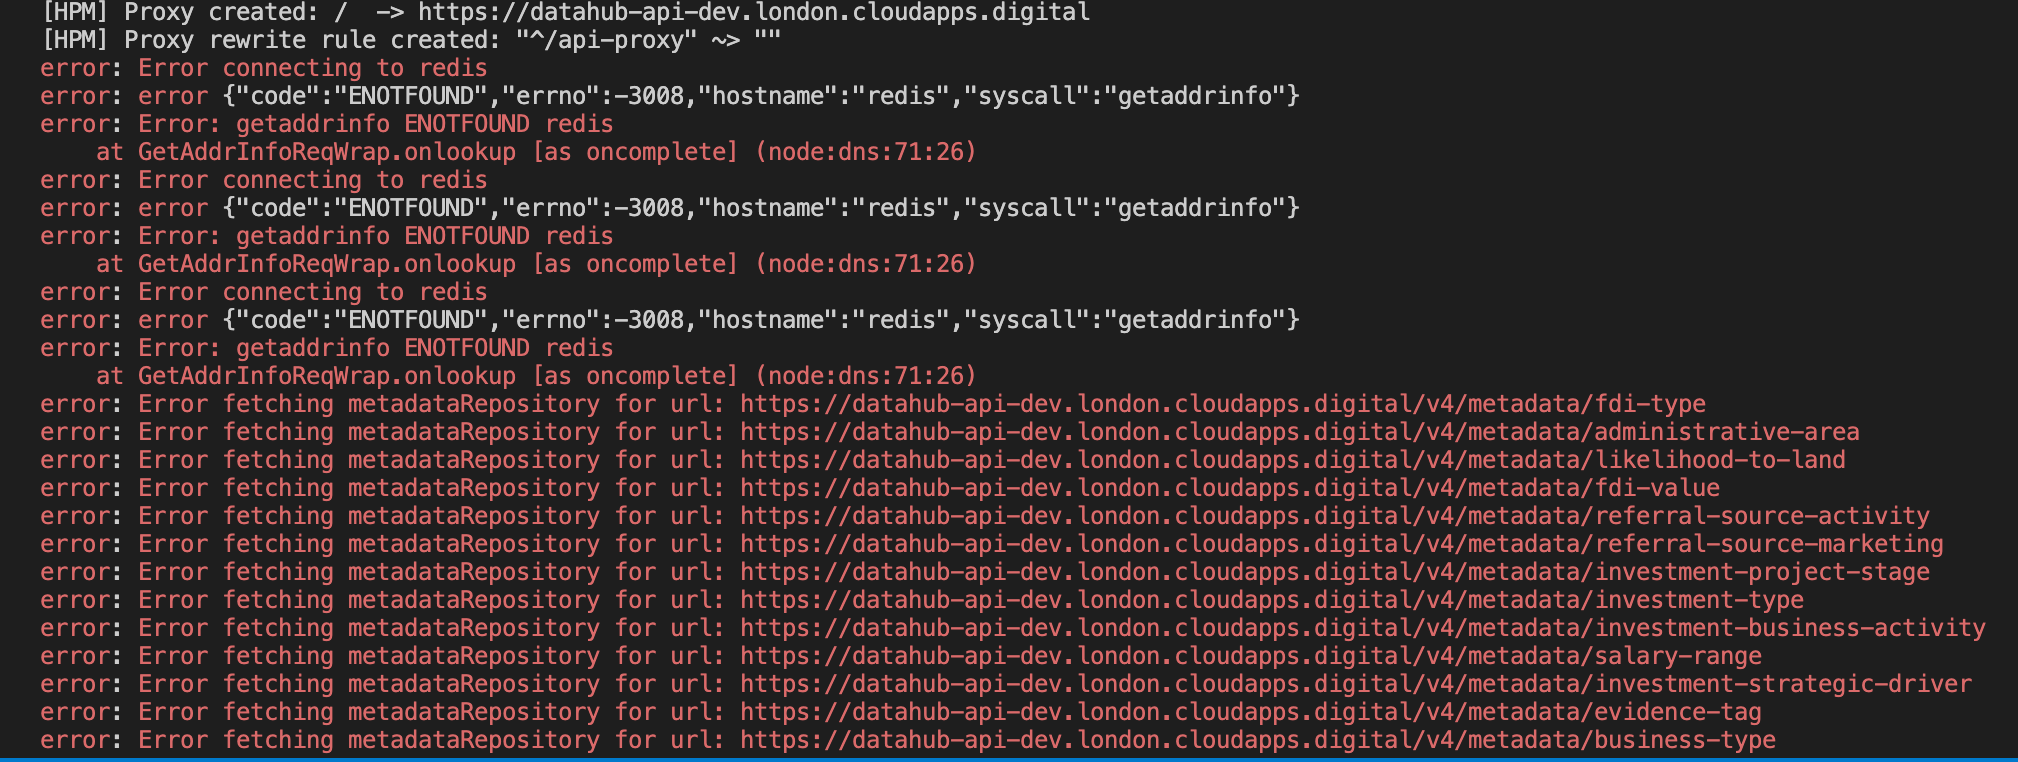 [HPM] Proxy created: /  -> https://datahub-api-dev.london.cloudapps.digital
[HPM] Proxy rewrite rule created: "^/api-proxy" ~> ""
error: Error connecting to redis
error: error {"code":"ENOTFOUND","errno":-3008,"hostname":"redis","syscall":"getaddrinfo"}
error: Error: getaddrinfo ENOTFOUND redis
    at GetAddrInfoReqWrap.onlookup [as oncomplete] (node:dns:71:26)
error: Error connecting to redis
error: error {"code":"ENOTFOUND","errno":-3008,"hostname":"redis","syscall":"getaddrinfo"}
error: Error: getaddrinfo ENOTFOUND redis
    at GetAddrInfoReqWrap.onlookup [as oncomplete] (node:dns:71:26)
error: Error connecting to redis
error: error {"code":"ENOTFOUND","errno":-3008,"hostname":"redis","syscall":"getaddrinfo"}
error: Error: getaddrinfo ENOTFOUND redis
    at GetAddrInfoReqWrap.onlookup [as oncomplete] (node:dns:71:26)
error: Error fetching metadataRepository for url: https://datahub-api-dev.london.cloudapps.digital/v4/metadata/fdi-type
error: Error fetching metadataRepository for url: https://datahub-api-dev.london.cloudapps.digital/v4/metadata/administrative-area
error: Error fetching metadataRepository for url: https://datahub-api-dev.london.cloudapps.digital/v4/metadata/likelihood-to-land
error: Error fetching metadataRepository for url: https://datahub-api-dev.london.cloudapps.digital/v4/metadata/fdi-value
error: Error fetching metadataRepository for url: https://datahub-api-dev.london.cloudapps.digital/v4/metadata/referral-source-activity
error: Error fetching metadataRepository for url: https://datahub-api-dev.london.cloudapps.digital/v4/metadata/referral-source-marketing
error: Error fetching metadataRepository for url: https://datahub-api-dev.london.cloudapps.digital/v4/metadata/investment-project-stage
error: Error fetching metadataRepository for url: https://datahub-api-dev.london.cloudapps.digital/v4/metadata/investment-type
error: Error fetching metadataRepository for url: https://datahub-api-dev.london.cloudapps.digital/v4/metadata/investment-business-activity
error: Error fetching metadataRepository for url: https://datahub-api-dev.london.cloudapps.digital/v4/metadata/salary-range
error: Error fetching metadataRepository for url: https://datahub-api-dev.london.cloudapps.digital/v4/metadata/investment-strategic-driver
error: Error fetching metadataRepository for url: https://datahub-api-dev.london.cloudapps.digital/v4/metadata/evidence-tag
error: Error fetching metadataRepository for url: https://datahub-api-dev.london.cloudapps.digital/v4/metadata/business-type